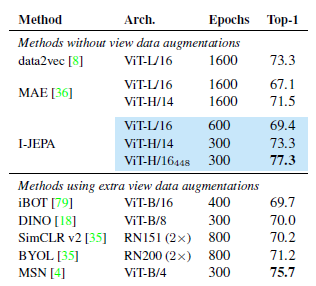 Method Arch. Epochs Top-1
Methods without view data augmentations
data2vec [8] ViT-L/16 1600 73.3
MAE [36] ViT-L/16 1600 67.1
ViT-H/14 1600 71.5
I-JEPA ViT-L/16 600 69.4
ViT-H/14 300 73.3
ViT-H/16448 300 77.3
Methods using extra view data augmentations
iBOT [79] ViT-B/16 400 69.7
DINO [18] ViT-B/8 300 70.0
SimCLR v2 [35] RN151 (2×) 800 70.2
BYOL [35] RN200 (2×) 800 71.2
MSN [4] ViT-B/4 300 75.7